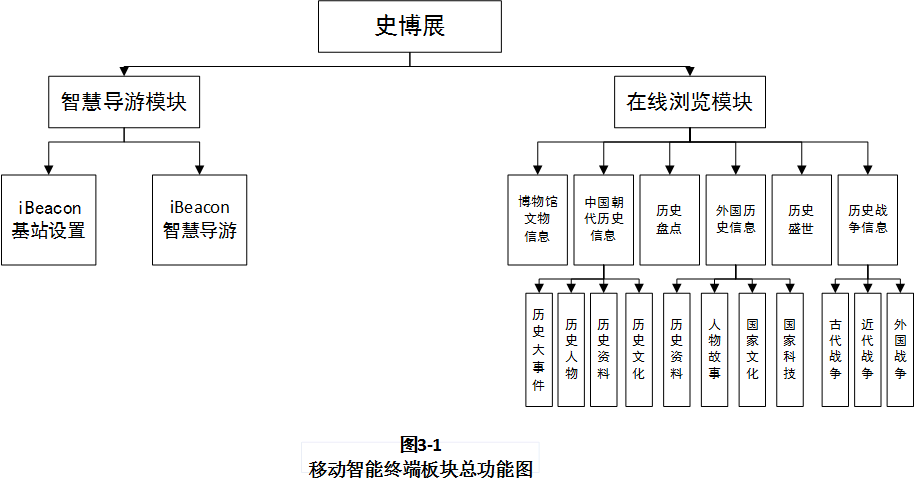 史博展
智慧导游模块
在线浏览模块
iBeacon
基站设置
iBeacon
智慧导游
博物馆
文物
信息
中国朝
代历史
信息
历史
盘点
外国历
史信息
历史
盛世
历史战
争信息
历史大事件
历史人物
历史资料
历史文化
历史资料
人物故事
国家文化
国家科技
古代战争
近代战争
外国战争
图3-1
移动智能终端板块总功能图